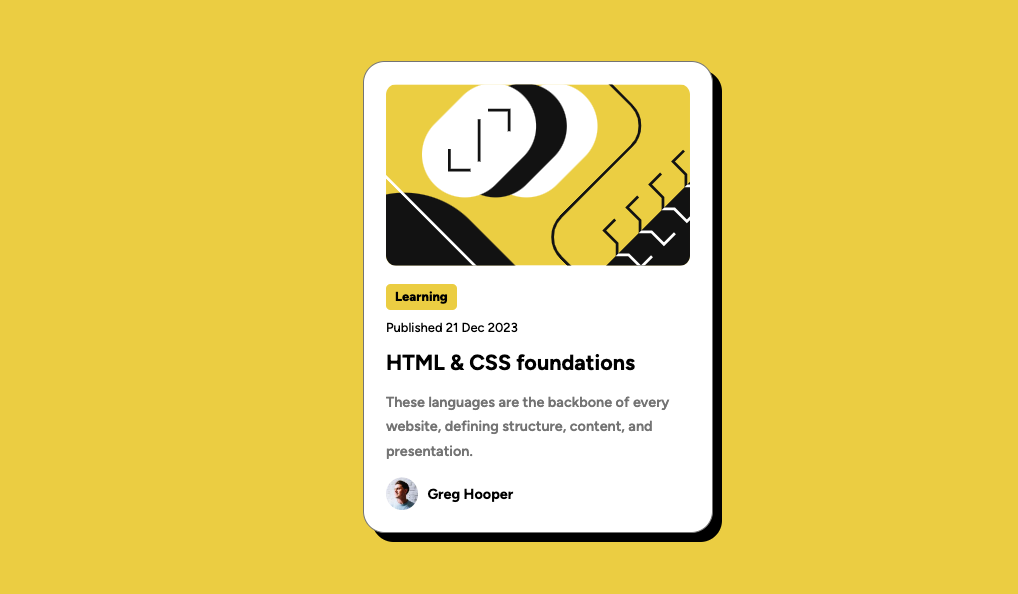 Learning
Published 21 Dec 2023
HTML & CSS foundations
These languages are the backbone of every
website, defining structure, content, and
presentation.
Greg Hooper